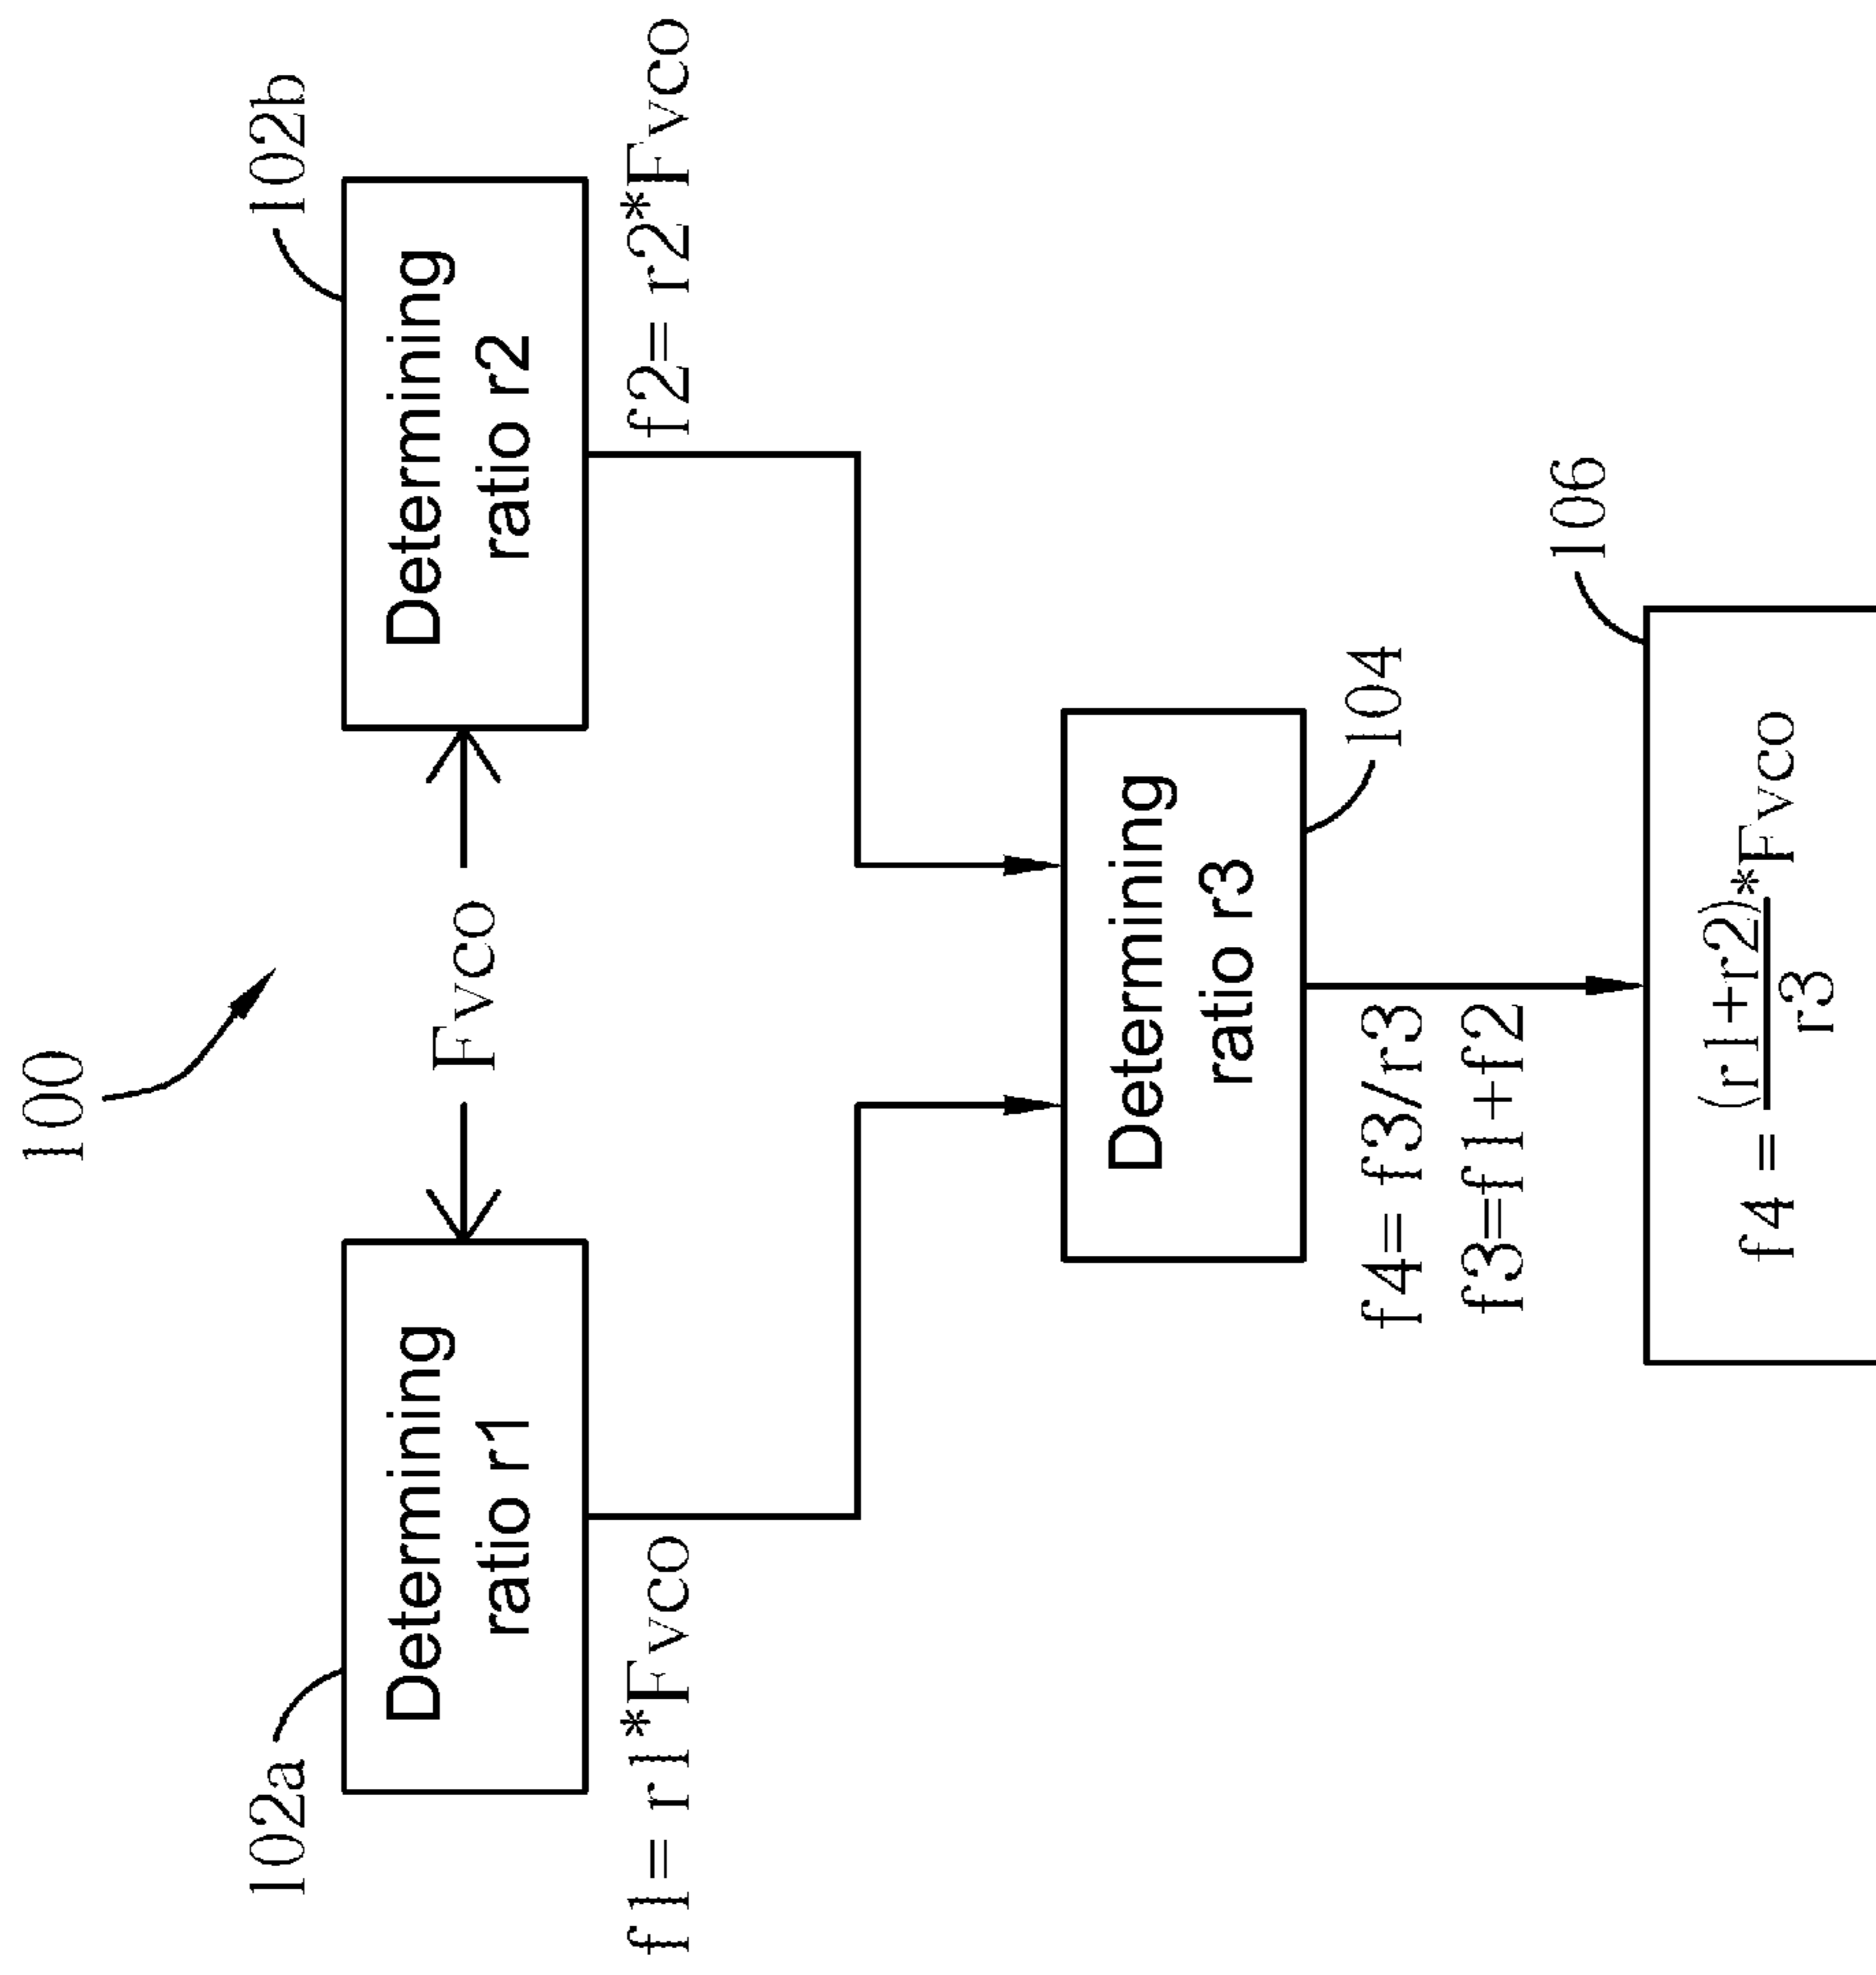 100
102a
102b
Determining
ratio r1
Fvco
Determining
ratio r2
f1= r1*Fvco
f2= r2*Fvco
Determining
ratio r3
104
f4= f3/r3
f3=f1+f2
106
f4 = (r1+r2)*Fvco
r3